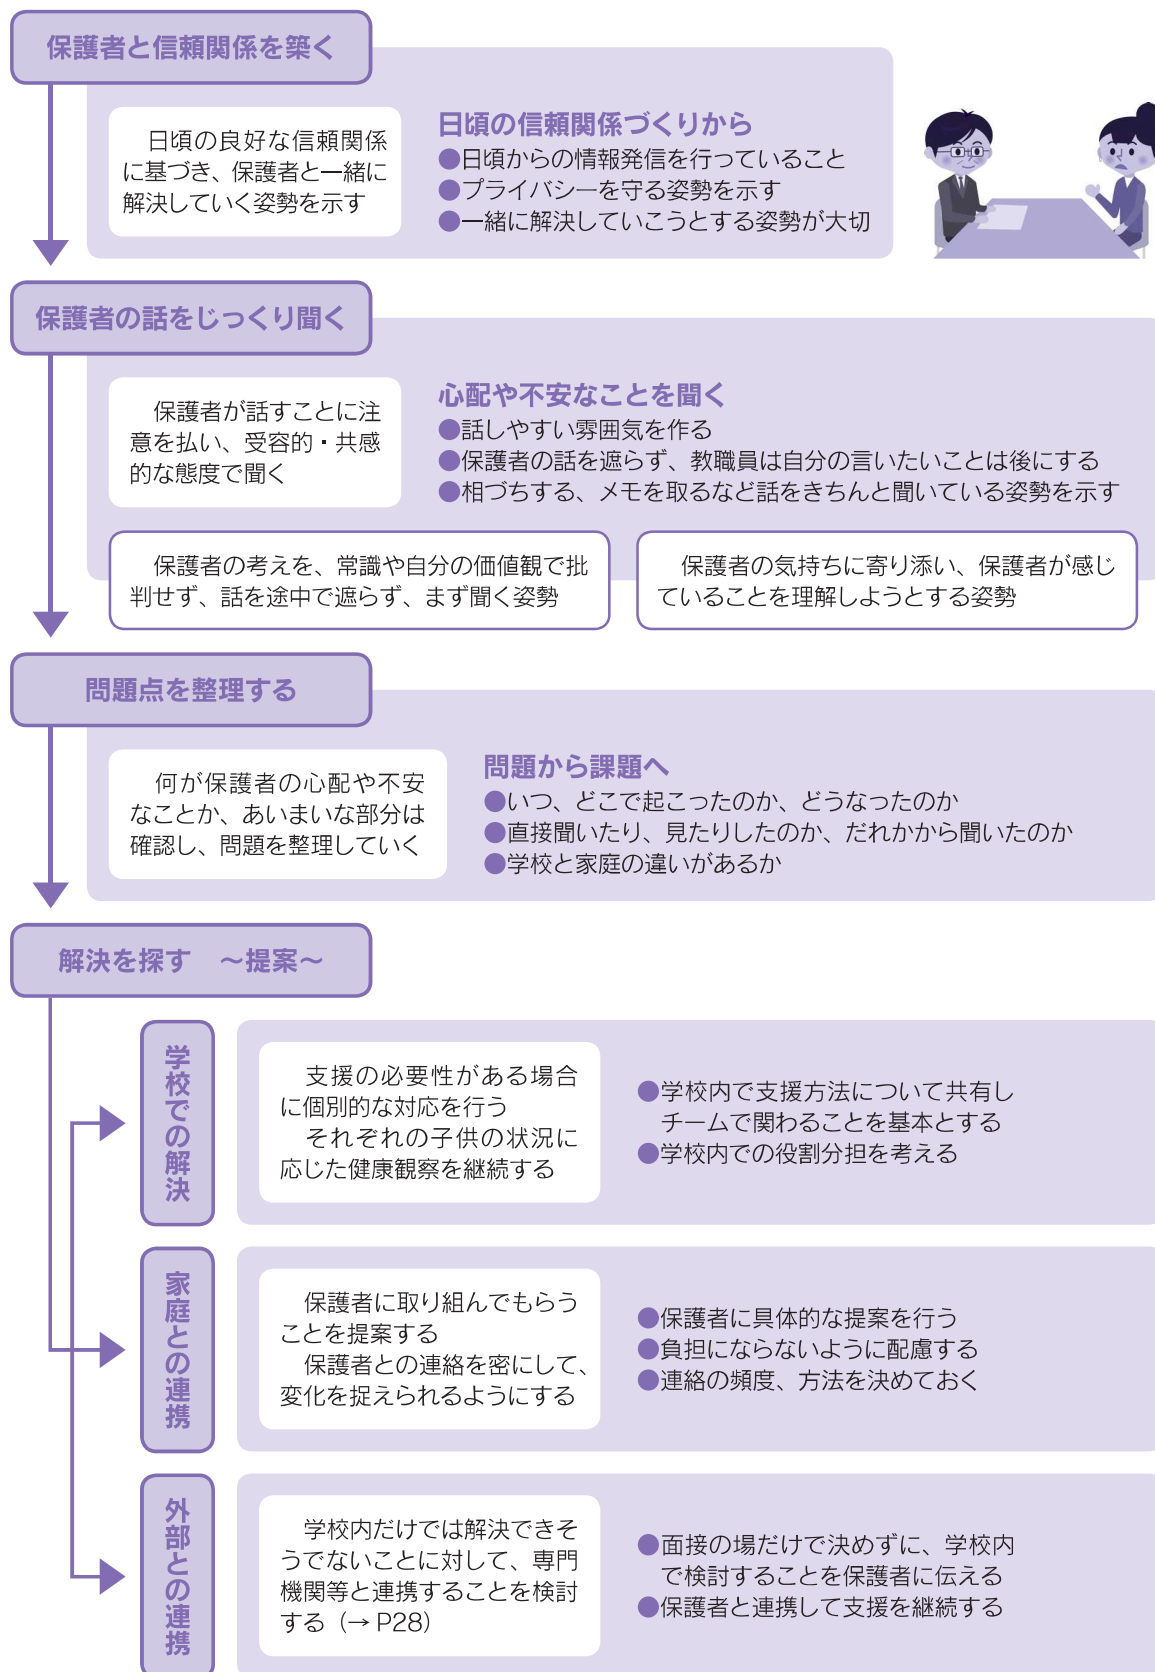 保護者と信頼関係を築く
日頃の良好な信頼関係
に基づき、保護者と一緒に
解決していく姿勢を示す
日頃の信頼関係づくりから
●日頃からの情報発信を行っていること
●プライバシーを守る姿勢を示す
●一緒に解決していこうとする姿勢が大切
保護者の話をじっくり聞く
保護者が話すことに注
意を払い、受容的・共感
的な態度で聞く
心配や不安なことを聞く
●話しやすい雰囲気を作る
●保護者の話を遮らず、教職員は自分の言いたいことは後にする
●相づちする、メモを取るなど話をきちんと聞いている姿勢を示す
保護者の考えを、常識や自分の価値観で批
判せず、話を途中で遮らず、まず聞く姿勢
保護者の気持ちに寄り添い、保護者が感じ
ていることを理解しようとする姿勢
問題点を整理する
何が保護者の心配や不安
なことか、あいまいな部分は
確認し、問題を整理していく
問題から課題へ
●いつ、どこで起こったのか、どうなったのか
●直接聞いたり、見たりしたのか、だれかから聞いたのか
●学校と家庭の違いがあるか
解決を探す　～提案～
学校での解決
支援の必要性がある場合
に個別的な対応を行う
それぞれの子供の状況に
応じた健康観察を継続する
●学校内で支援方法について共有し
チームで関わることを基本とする
●学校内での役割分担を考える
家庭との連携
保護者に取り組んでもらう
ことを提案する
保護者との連絡を密にして、
変化を捉えられるようにする
●保護者に具体的な提案を行う
●負担にならないように配慮する
●連絡の頻度、方法を決めておく
外部との連携
学校内だけでは解決できそ
うでないことに対して、専門
機関等と連携することを検討
する（→ P28）
●面接の場だけで決めずに、学校内
で検討することを保護者に伝える
●保護者と連携して支援を継続する